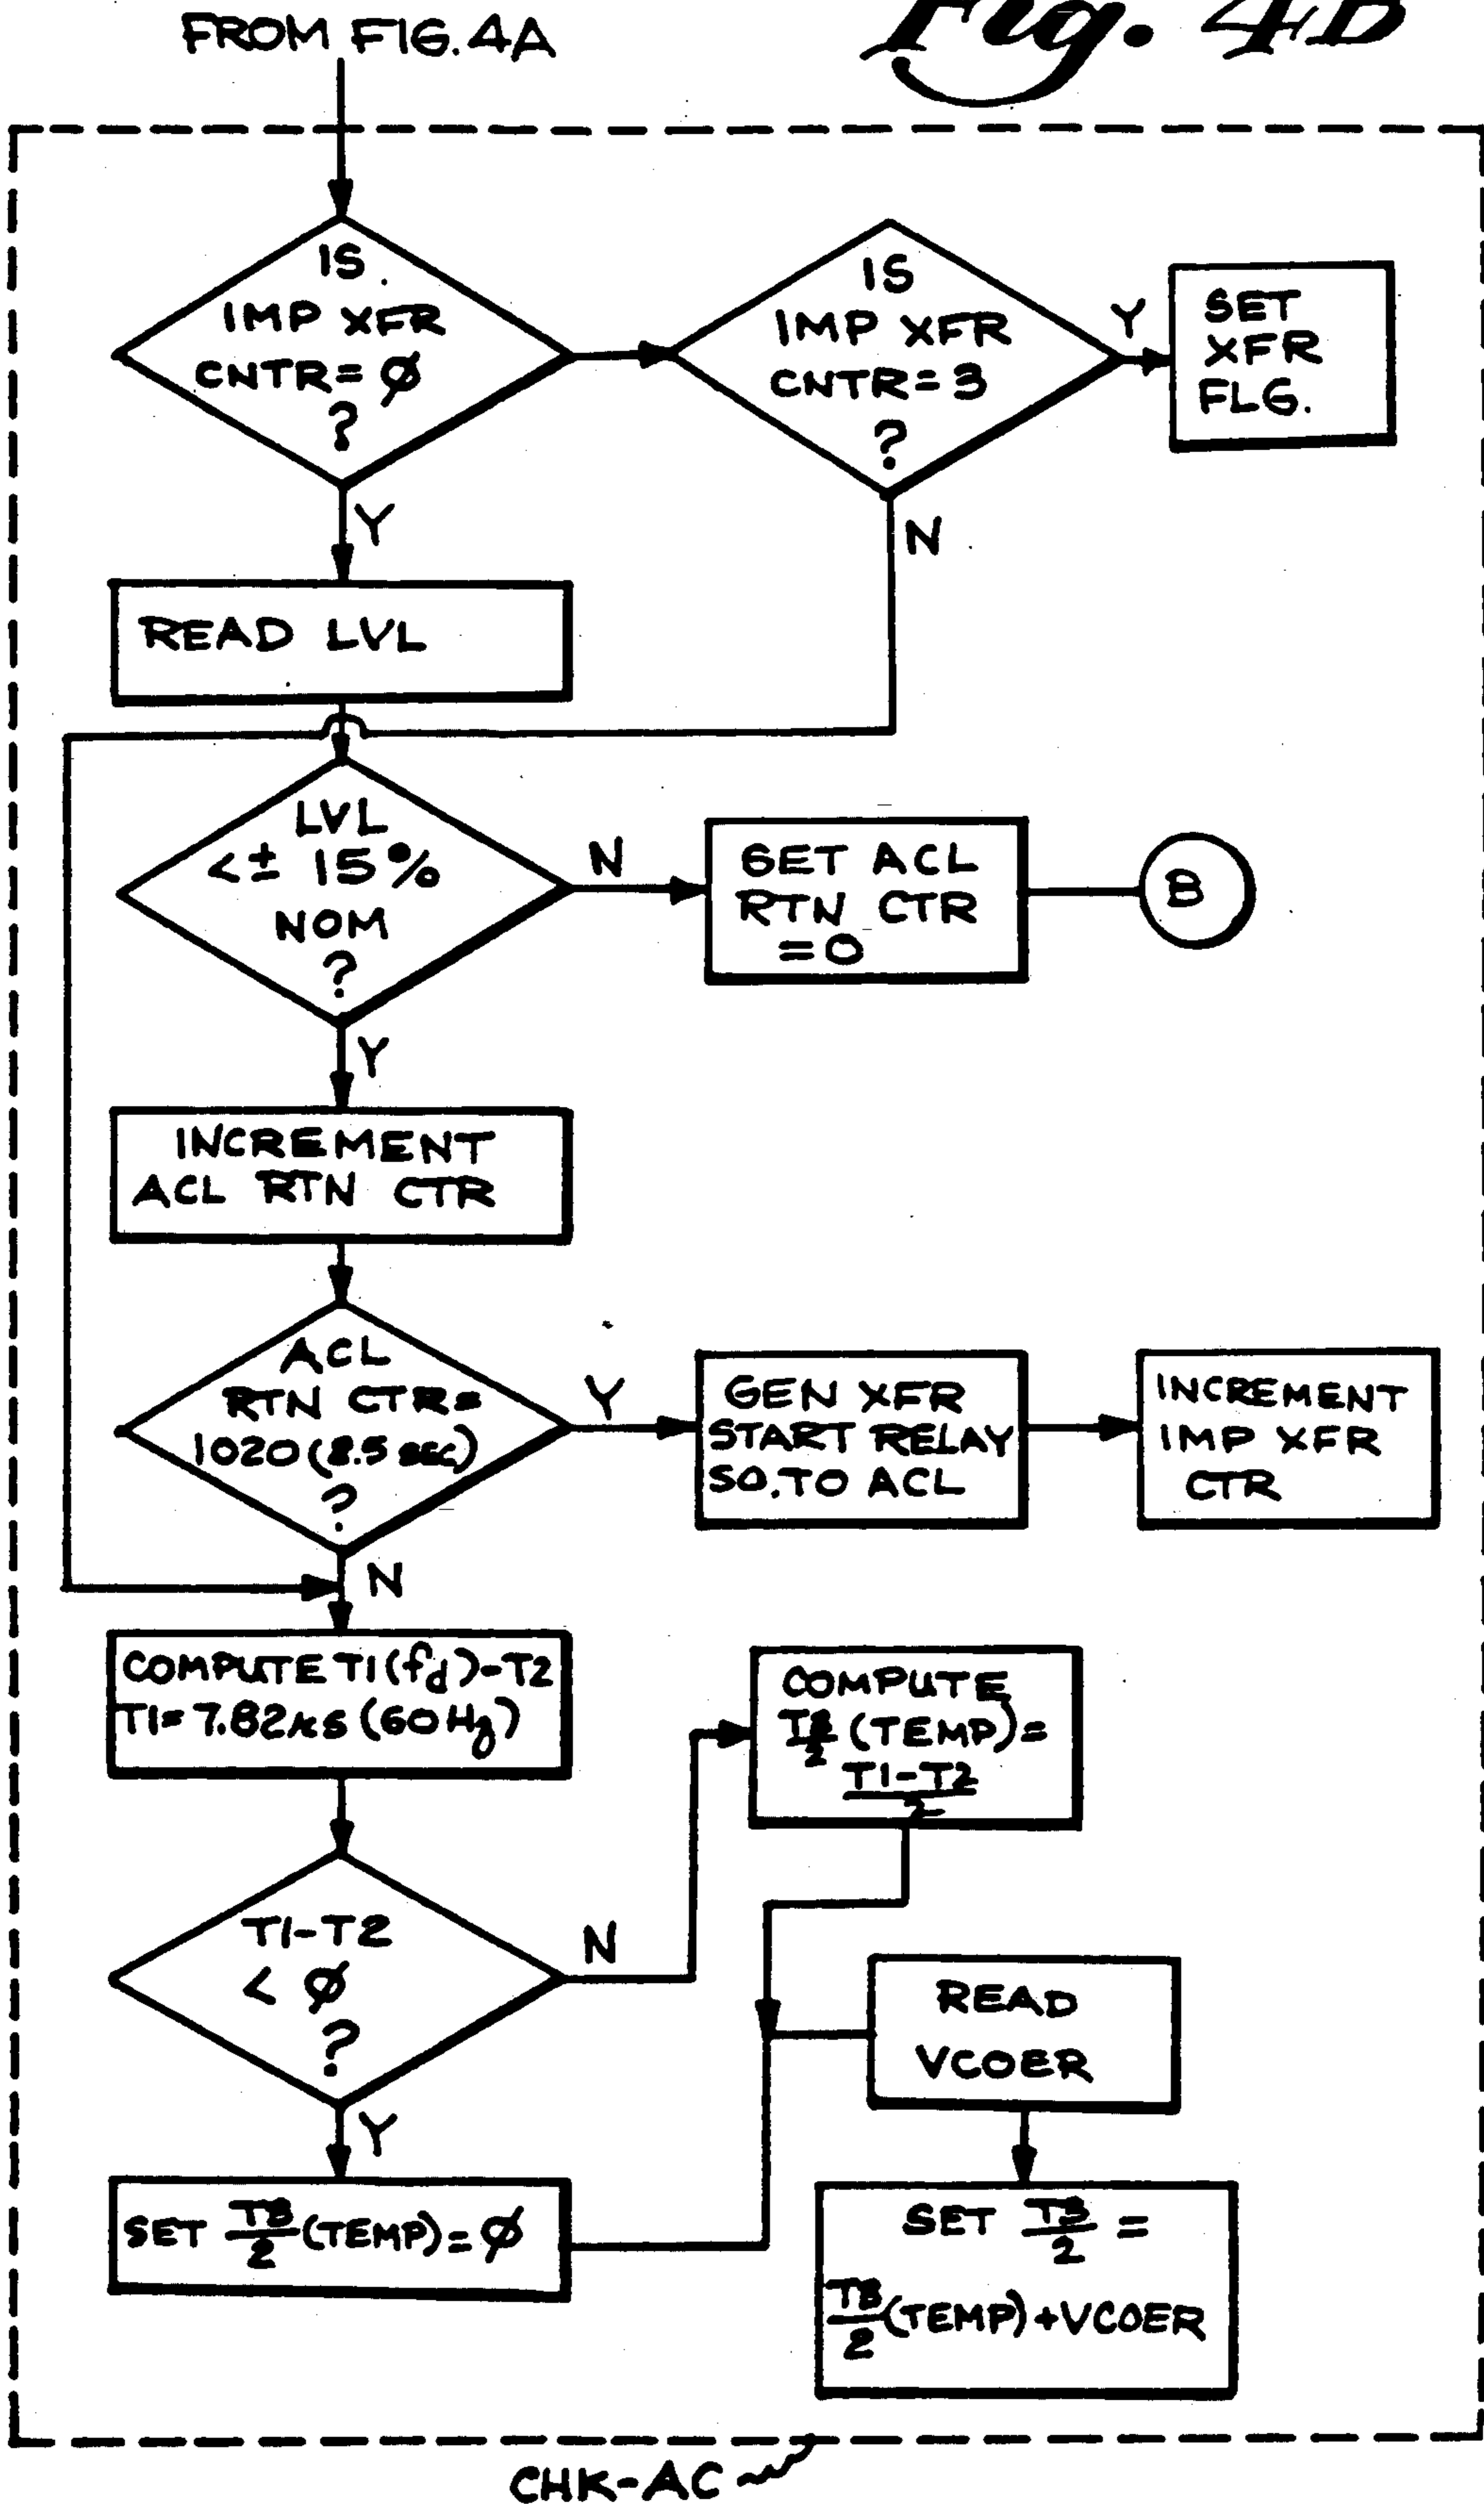 FROM FIG. 4A
Fig. 4B
IS
IMP XFR
CNTR=Ø
?
Y
IS
IMP XFR
CNTR=3
?
Y
N
SET
XFR
FLG.
READ LVL
LVL
<± 15%
NOM
?
N
Y
SET ACL
RTN CTR
=0
B
INCREMENT
ACL RTN CTR
ACL
RTN CTR=
1020 (8.5 sec)
?
Y
N
GEN XFR
START RELAY
SQ. TO ACL
INCREMENT
IMP XFR
CTR
COMPUTE T1(fd)-T2
T1=7.82 (60 Hz)
COMPUTE
TB/2 (TEMP)=
T1-T2
2
T1-T2
< Ø
?
N
Y
READ
VCOER
SET TB/2 (TEMP)=Ø
SET TB/2 =
TB/2 (TEMP)+VCOER
CHK-AC